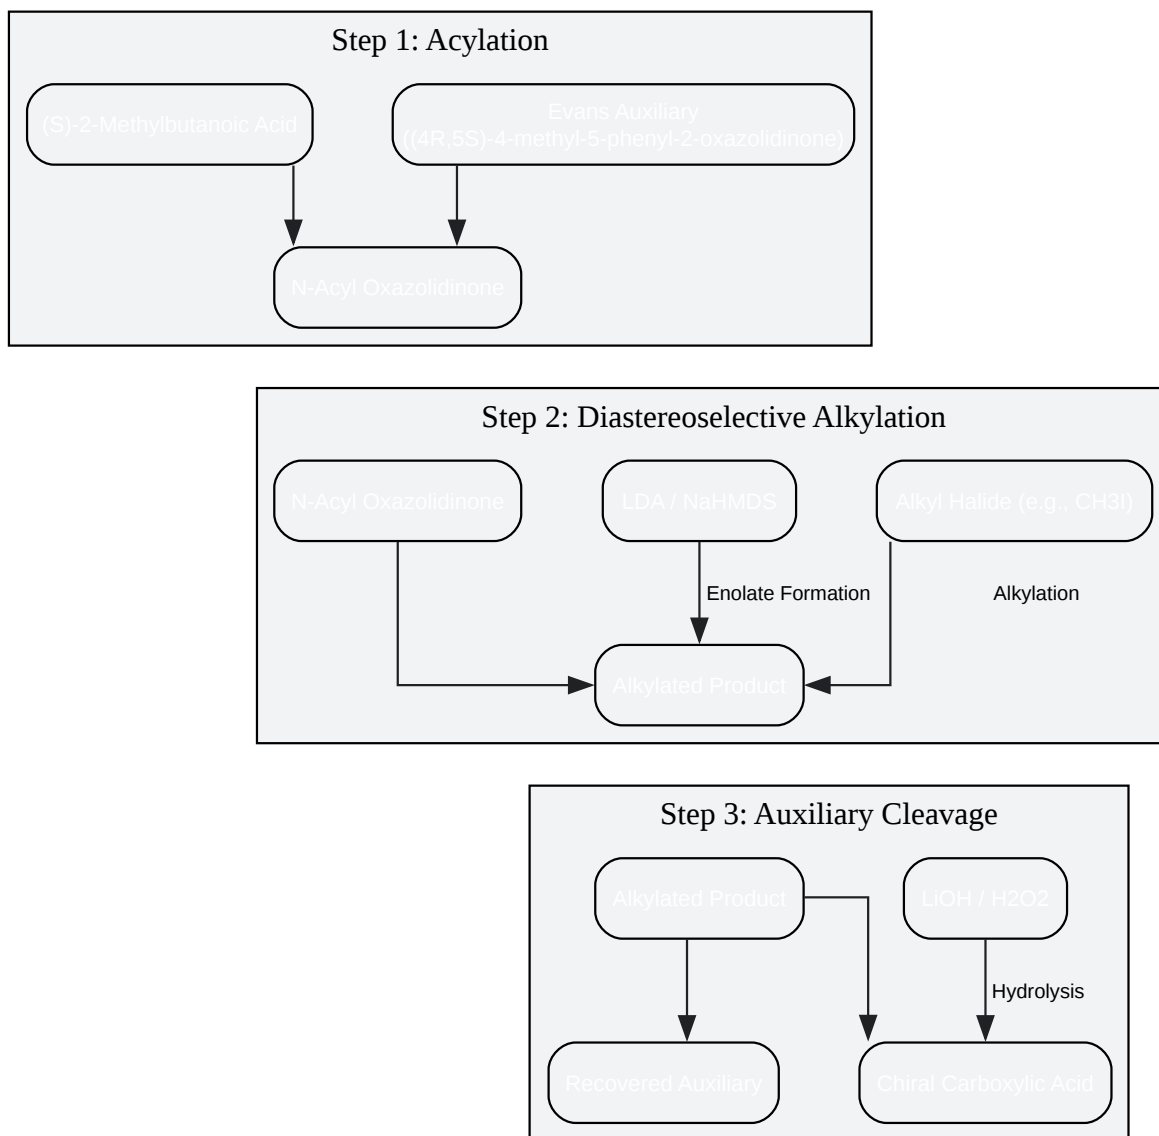 Step 1: Acylation
(S)-2-Methylbutanoic Acid
Evans Auxiliary
((4R,5S)-4-methyl-5-phenyl-2-oxazolidinone)
N-Acyl Oxazolidinone
Step 2: Diastereoselective Alkylation
N-Acyl Oxazolidinone
LDA / NaHMDS
Alkyl Halide (e.g., CH3I)
Enolate Formation
Alkylation
Alkylated Product
Step 3: Auxiliary Cleavage
Alkylated Product
LiOH / H2O2
Hydrolysis
Recovered Auxiliary
Chiral Carboxylic Acid